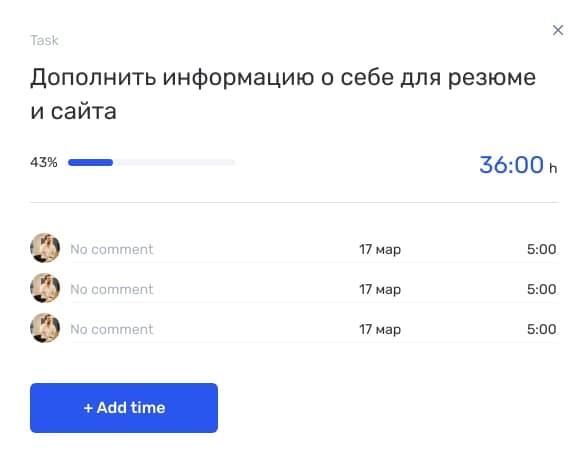 Task
Дополнить информацию о себе для резюме
и сайта
43%
36:00 h
No comment 17 мар 5:00
No comment 17 мар 5:00
No comment 17 мар 5:00
+ Add time